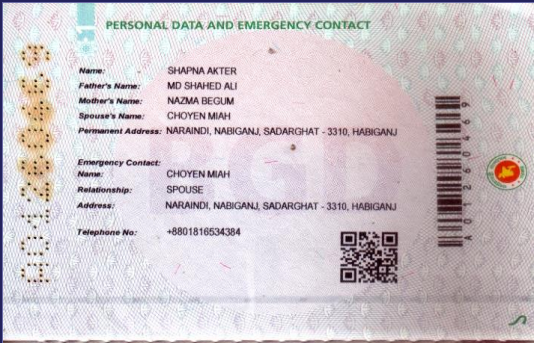 PERSONAL DATA AND EMERGENCY CONTACT
Name: SHAPNA AKTER
Father's Name: MD SHAHED ALI
Mother's Name: NAZMA BEGUM
Spouse's Name: CHOYEN MIAH
Permanent Address: NARAINDI, NABIGANJ, SADARGHAT - 3310, HABIGANJ
Emergency Contact:
Name: CHOYEN MIAH
Relationship: SPOUSE
Address: NARAINDI, NABIGANJ, SADARGHAT - 3310, HABIGANJ
Telephone No: +8801816534384
BGD
A01260469